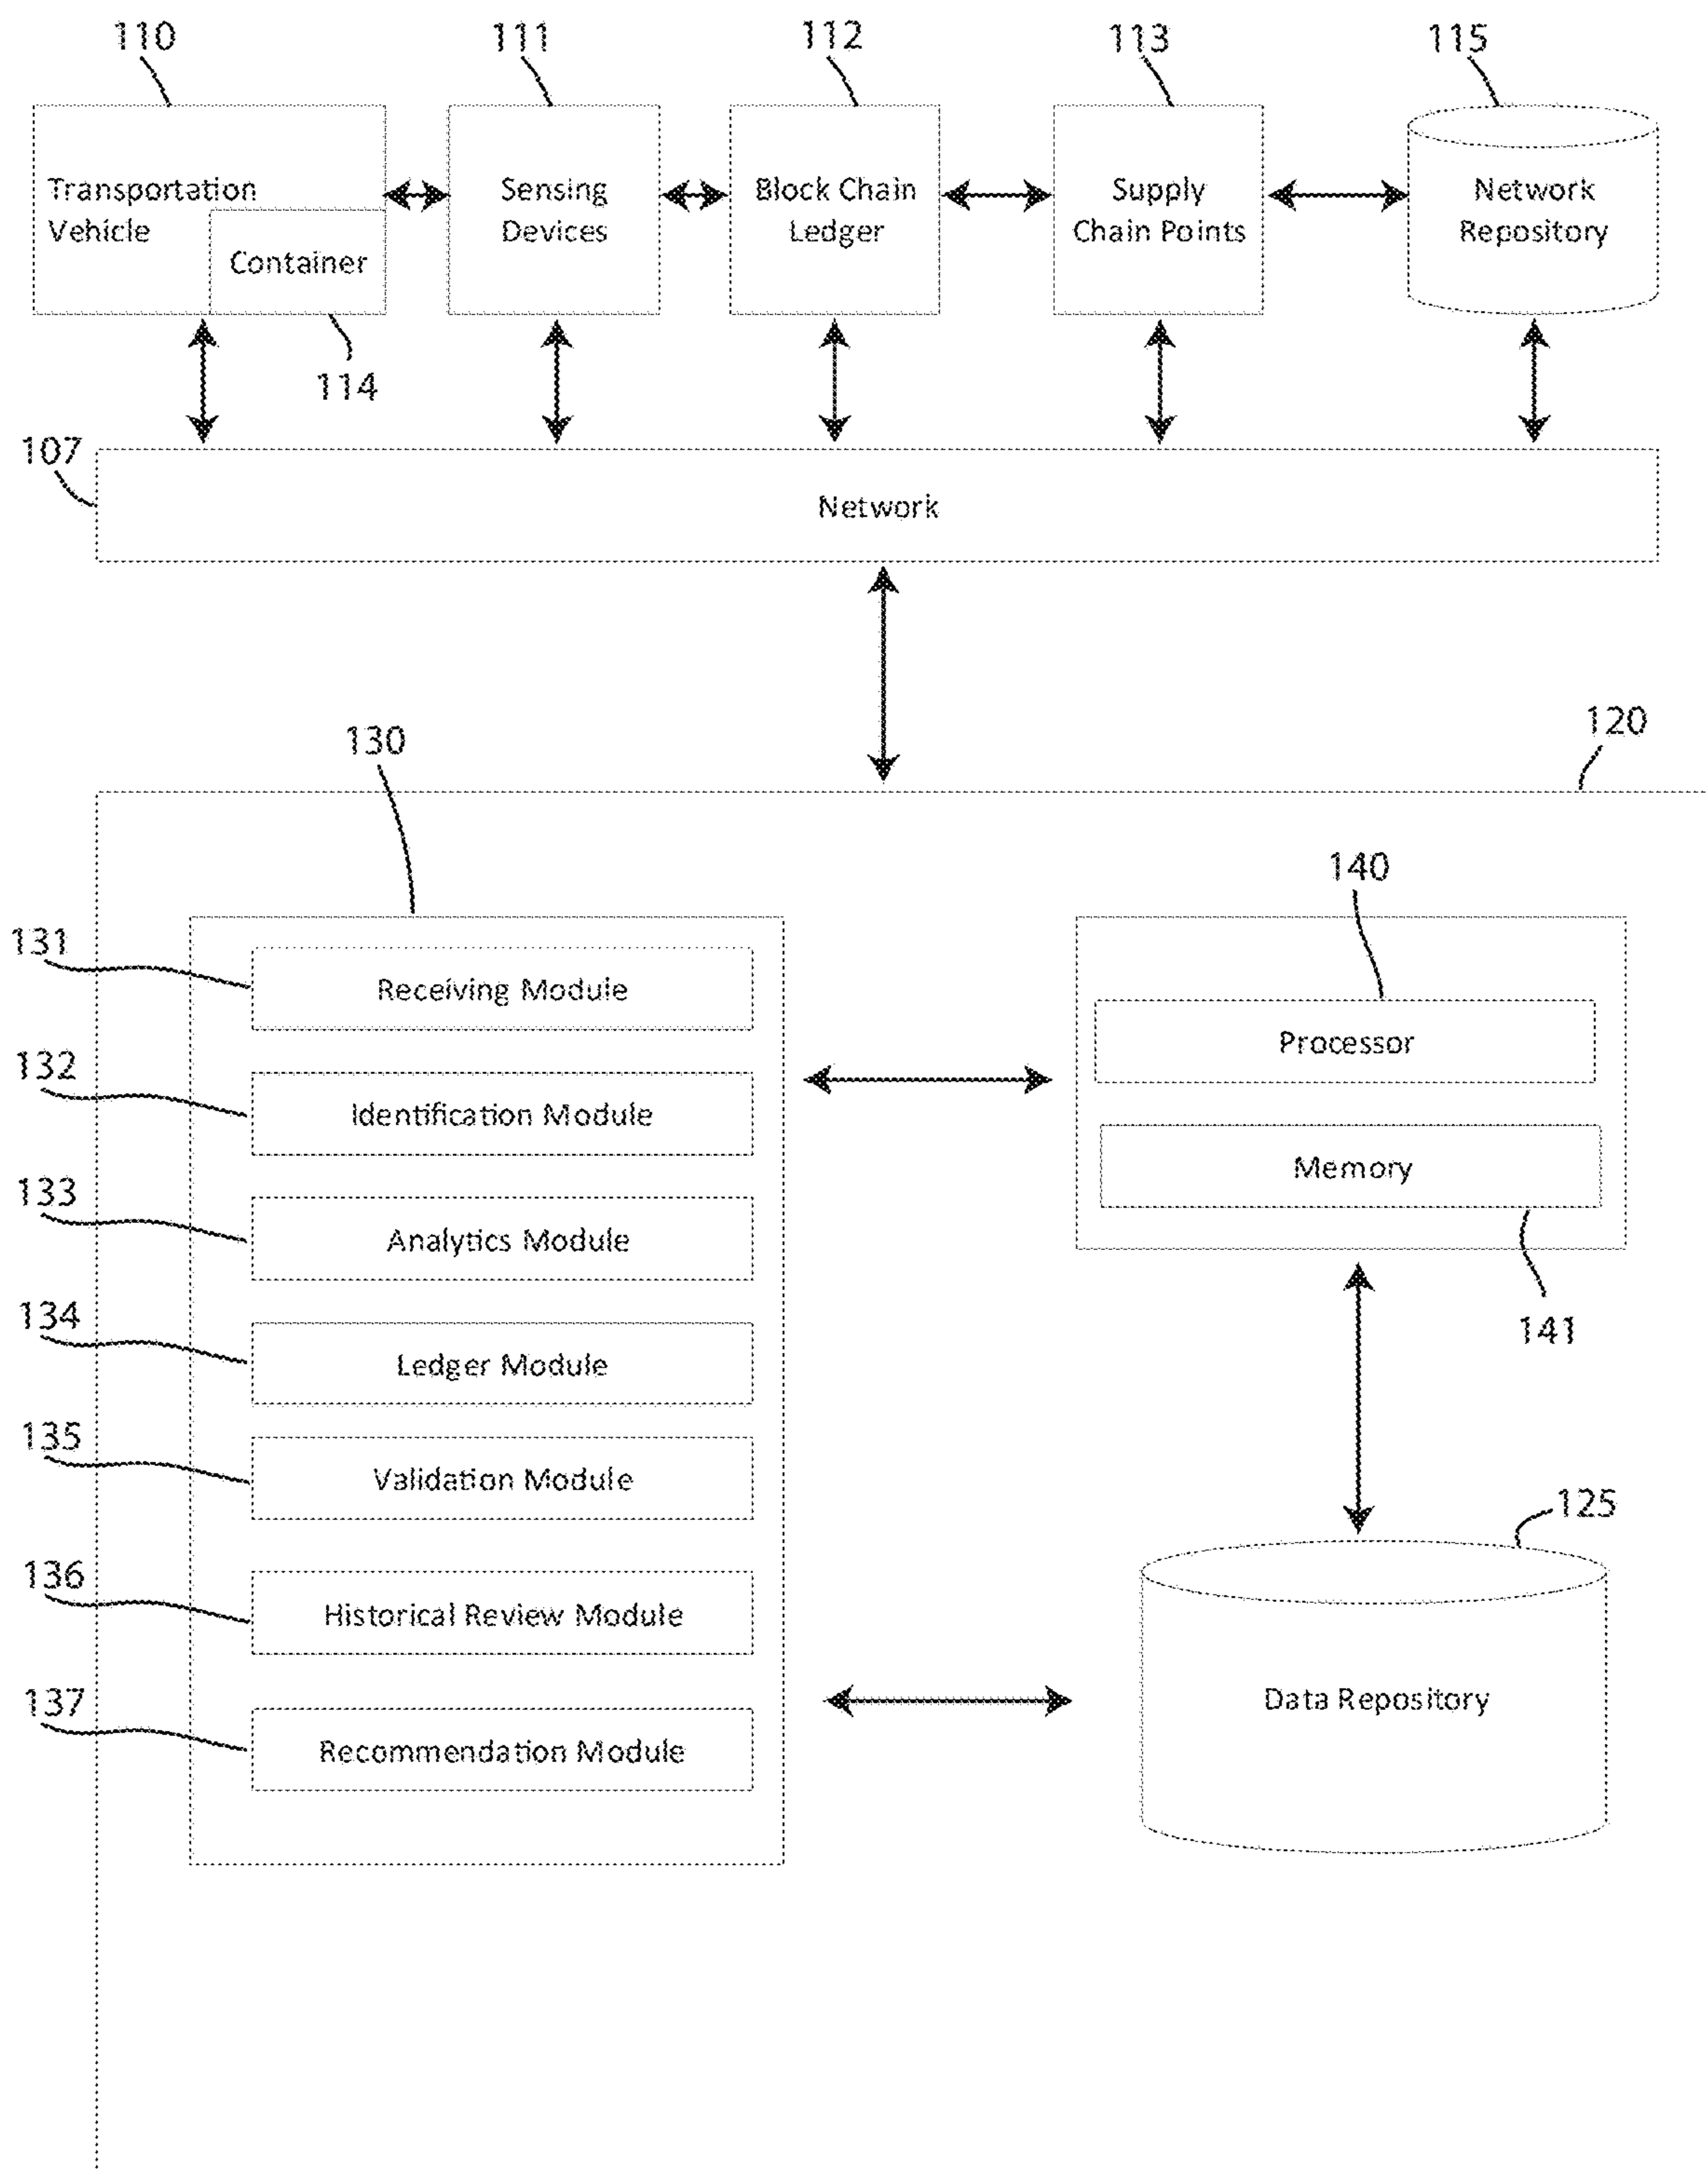 110
111
112
113
115
Transportation
Vehicle
Container
Sensing
Devices
Block Chain
Ledger
Supply
Chain Points
Network
Repository
114
107
Network
120
130
140
131
Receiving Module
Processor
132
Identification Module
Memory
133
Analytics Module
141
134
Ledger Module
135
Validation Module
125
136
Historical Review Module
Data Repository
137
Recommendation Module